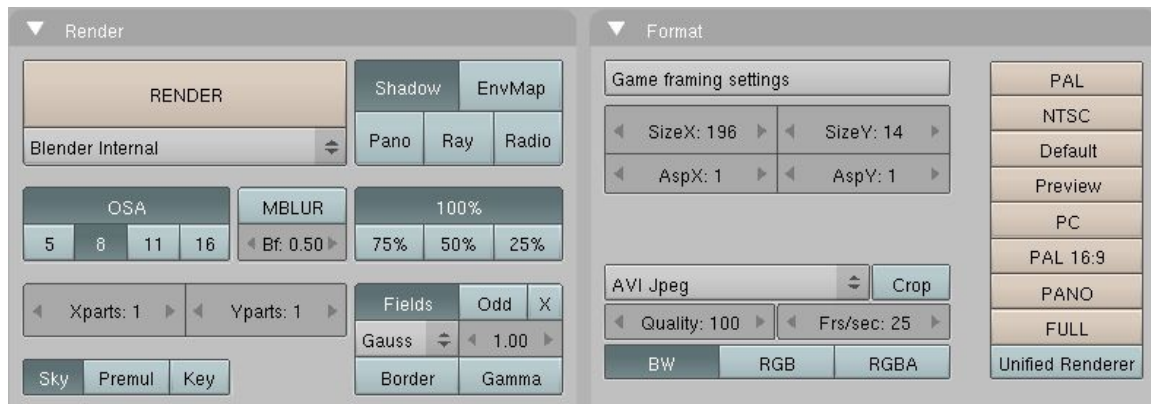 Render
RENDER
Blender Internal
Shadow EnvMap
Pano Ray Radio
OSA
5 8 11 16
MBLUR
Bf: 0.50
100%
75% 50% 25%
Xparts: 1 Yparts: 1
Fields Odd X
Gauss 1.00
Sky Premul Key
Border Gamma
Format
Game framing settings
SizeX: 196 SizeY: 14
AspX: 1 AspY: 1
AVI Jpeg Crop
Quality: 100 Frs/sec: 25
BW RGB RGBA
PAL
NTSC
Default
Preview
PC
PAL 16:9
PANO
FULL
Unified Renderer